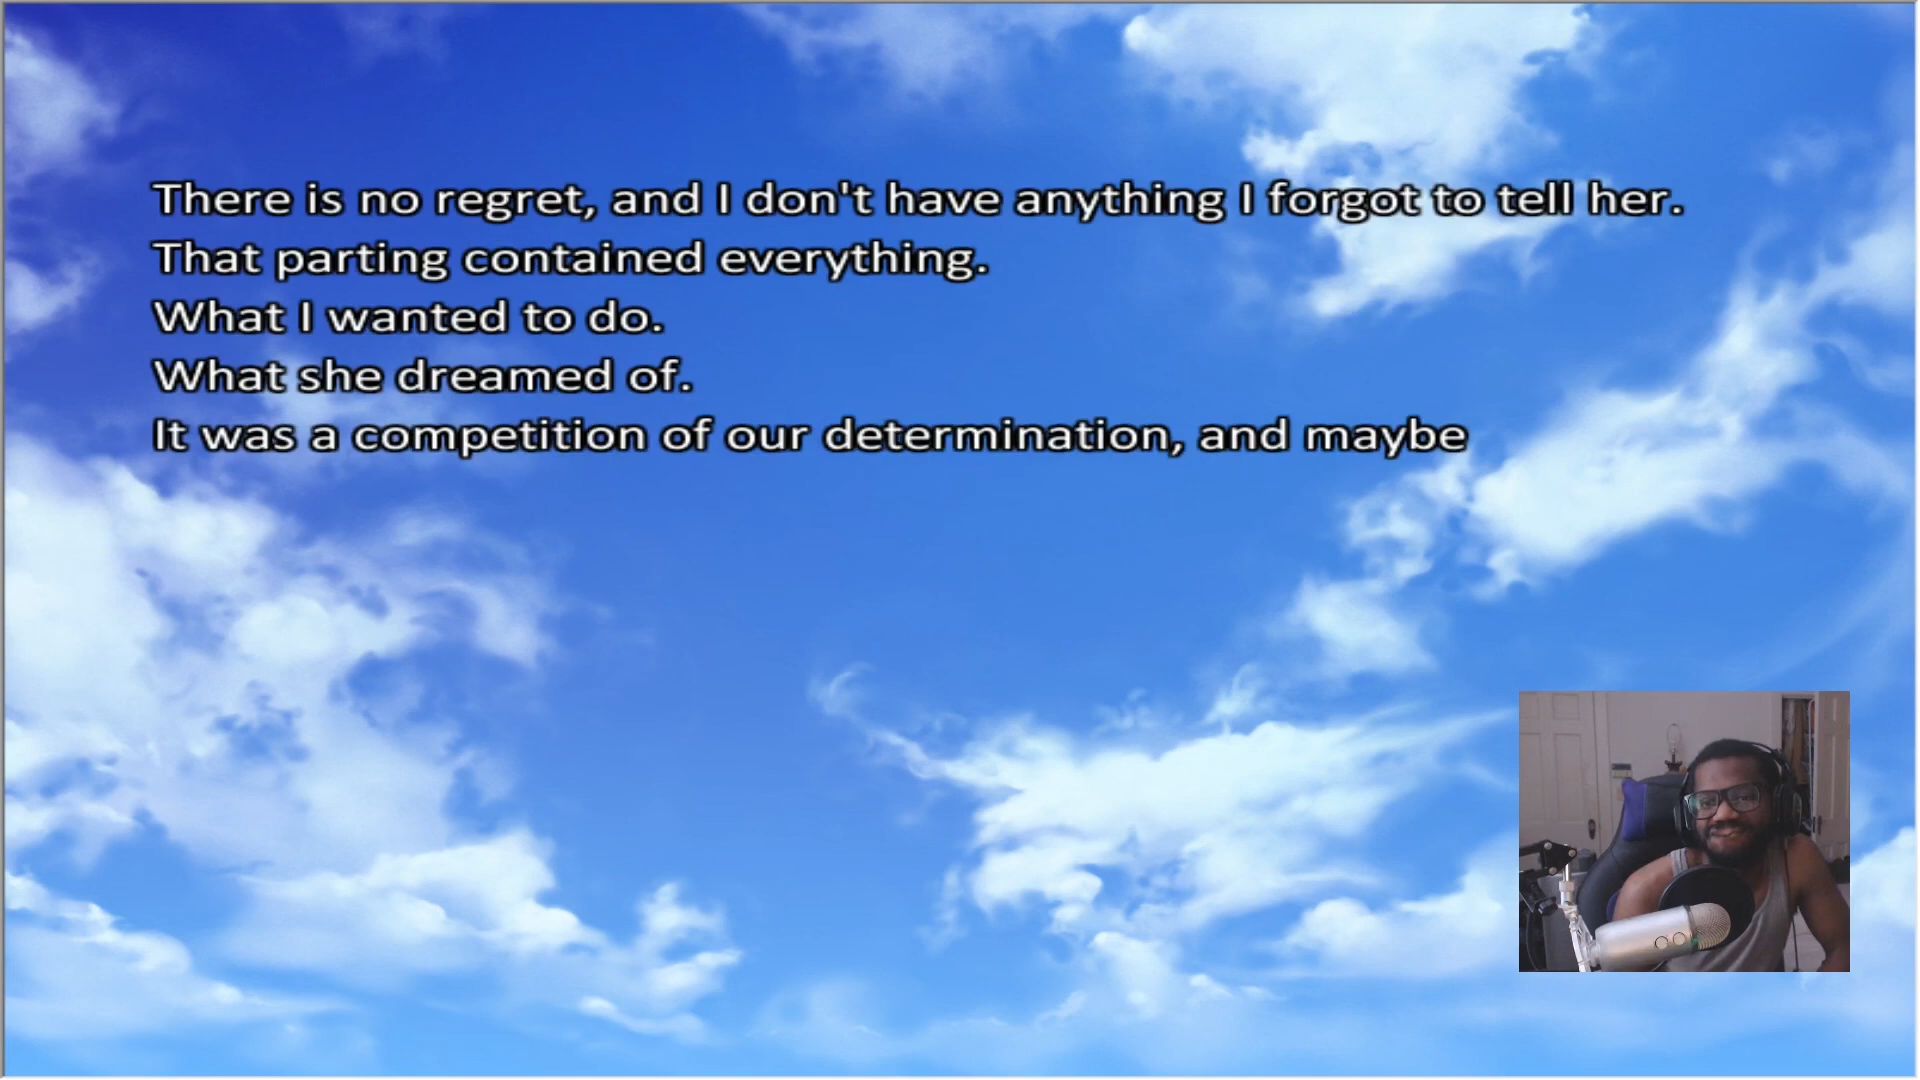 There is no regret, and I don't have anything I forgot to tell her.
That parting contained everything.
What I wanted to do.
What she dreamed of.
It was a competition of our determination, and maybe